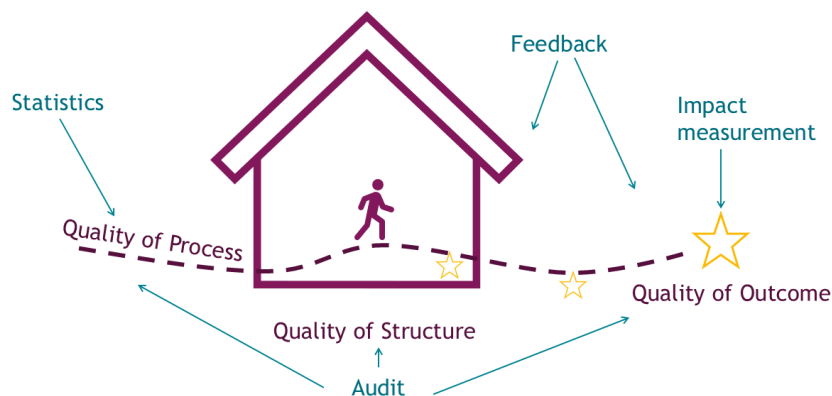 Feedback
Statistics
Impact
measurement
Quality of Process
Quality of Outcome
Quality of Structure
Audit